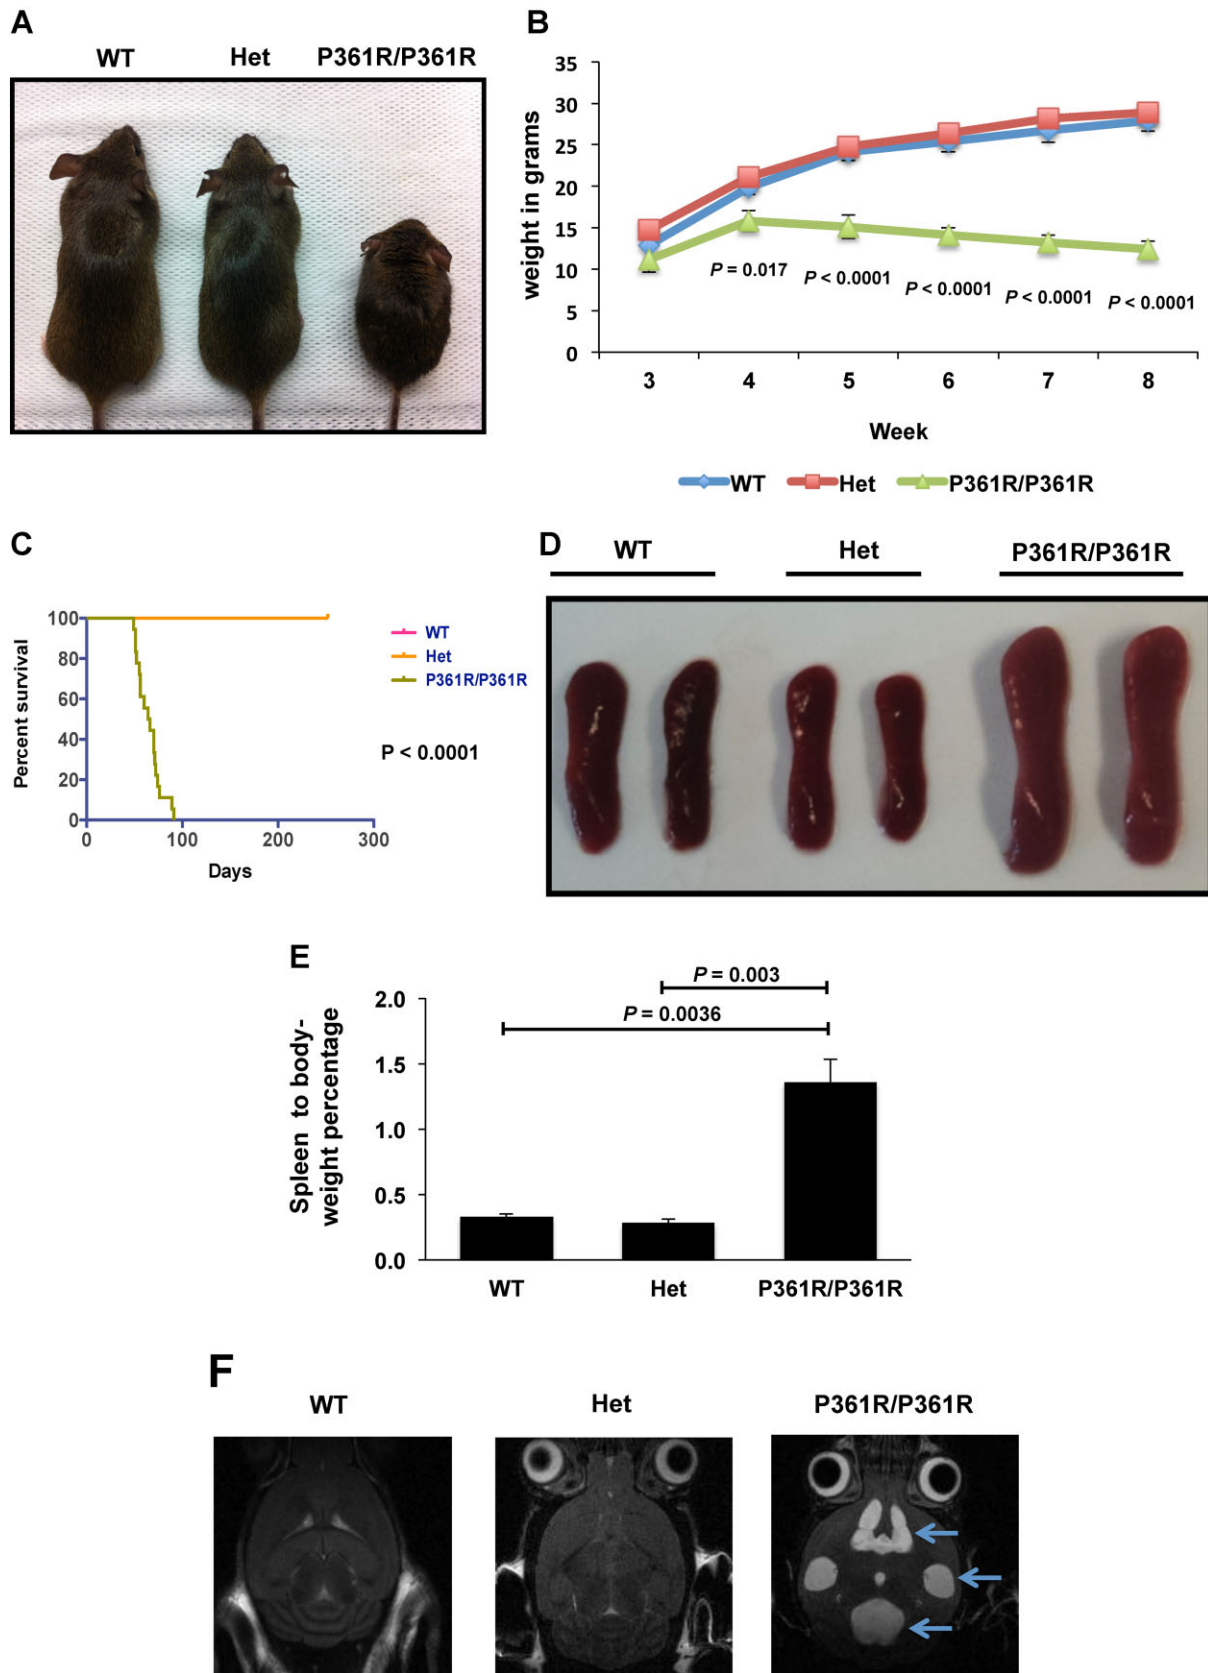 A
WT Het P361R/P361R
B
weight in grams
35
30
25
20
15
10
5
0
P = 0.017
P < 0.0001
P < 0.0001
P < 0.0001
P < 0.0001
3 4 5 6 7 8
Week
WT Het P361R/P361R
C
Percent survival
100
80
60
40
20
0
0 100 200 300
Days
WT
Het
P361R/P361R
P < 0.0001
D
WT Het P361R/P361R
E
Spleen to body-
weight percentage
2.0
1.5
1.0
0.5
0.0
P = 0.003
P = 0.0036
WT Het P361R/P361R
F
WT Het P361R/P361R